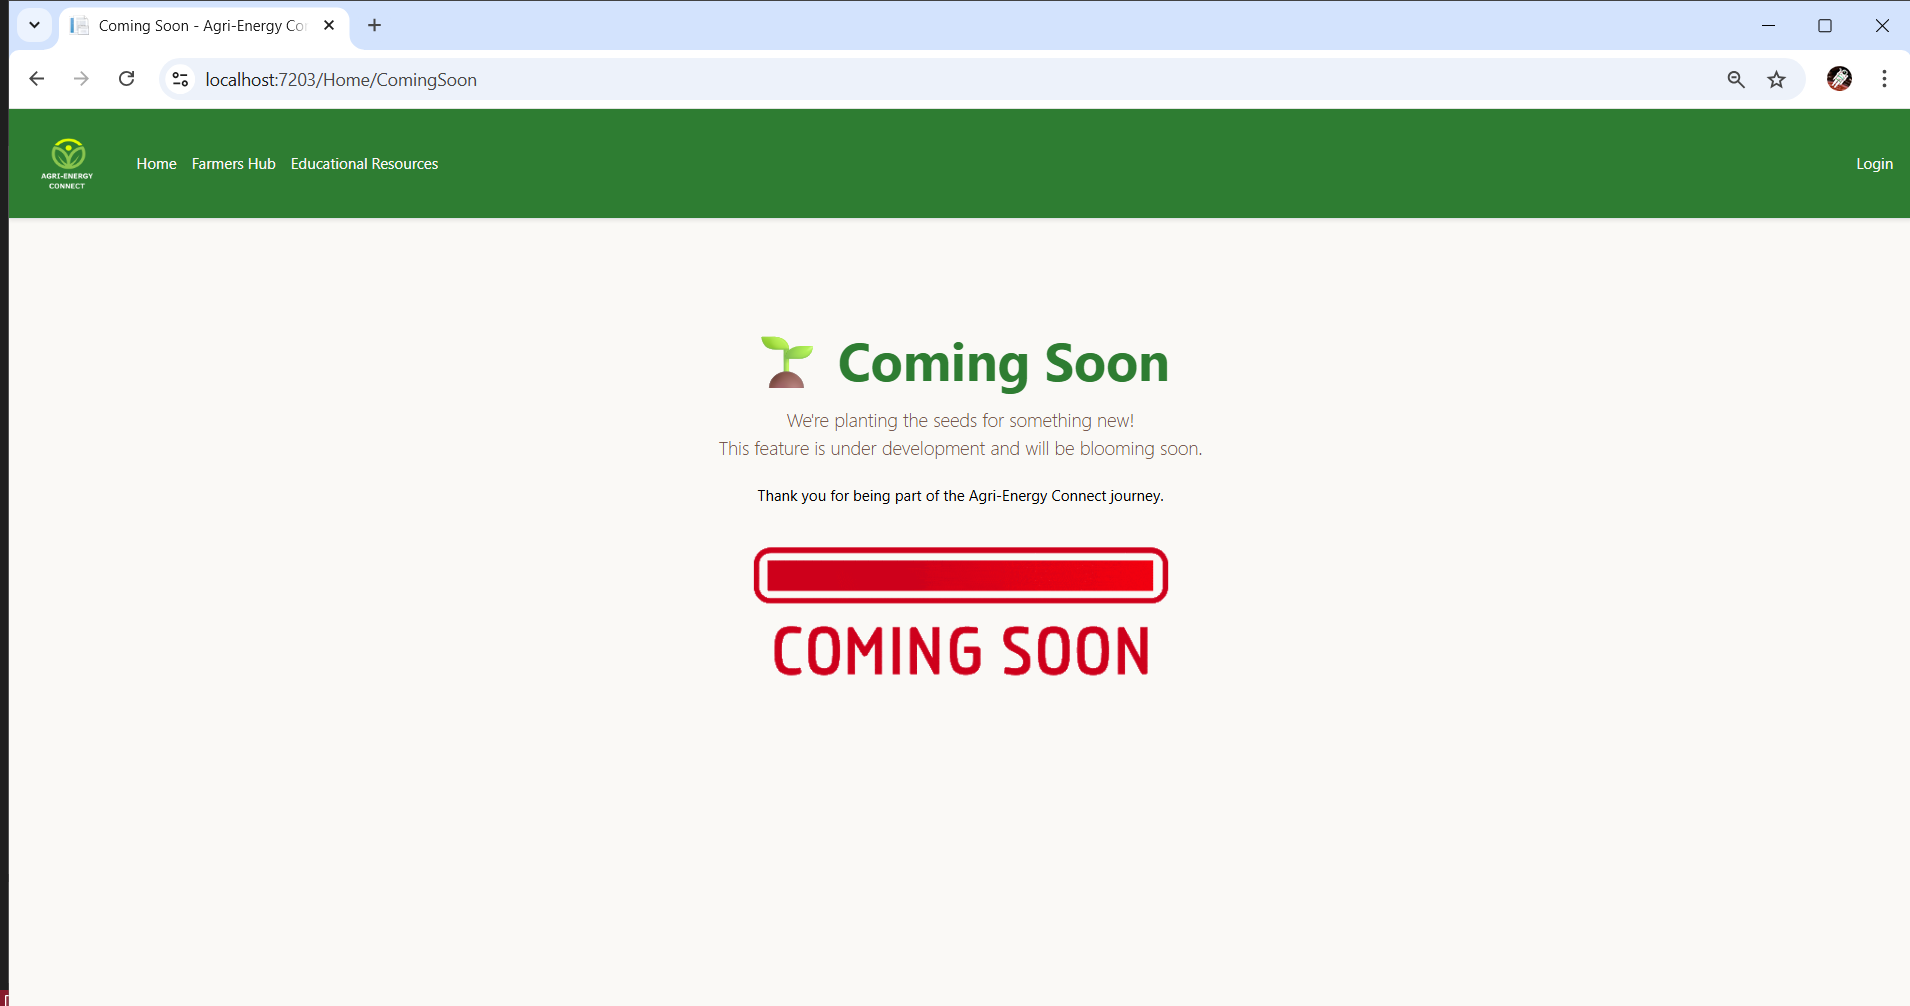 Coming Soon - Agri-Energy Co
localhost:7203/Home/ComingSoon
AGRI-ENERGY
CONNECT
Home Farmers Hub Educational Resources Login
Coming Soon
We're planting the seeds for something new!
This feature is under development and will be blooming soon.
Thank you for being part of the Agri-Energy Connect journey.
COMING SOON